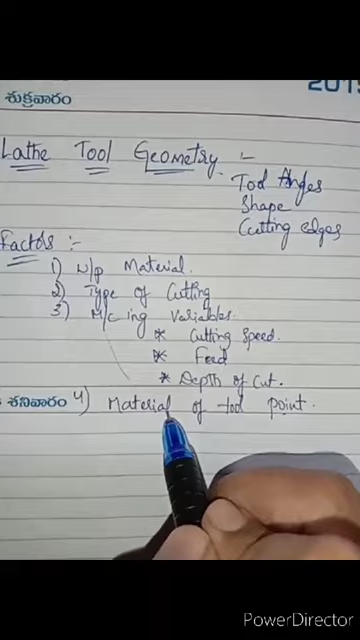 2019
శుక్రవారం
Lathe Tool Geometry :-
Tool Angles
Shape
Cutting edges
Factors :-
1) w/p Material.
2) Type of Cutting
3) M/c ing Variables.
* Cutting Speed.
* Feed
* Depth of Cut.
శనివారం 4) Material of tool point.
PowerDirector